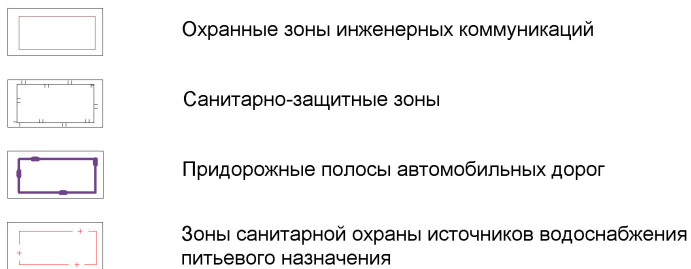 Охранные зоны инженерных коммуникаций
Санитарно-защитные зоны
Придорожные полосы автомобильных дорог
Зоны санитарной охраны источников водоснабжения
питьевого назначения